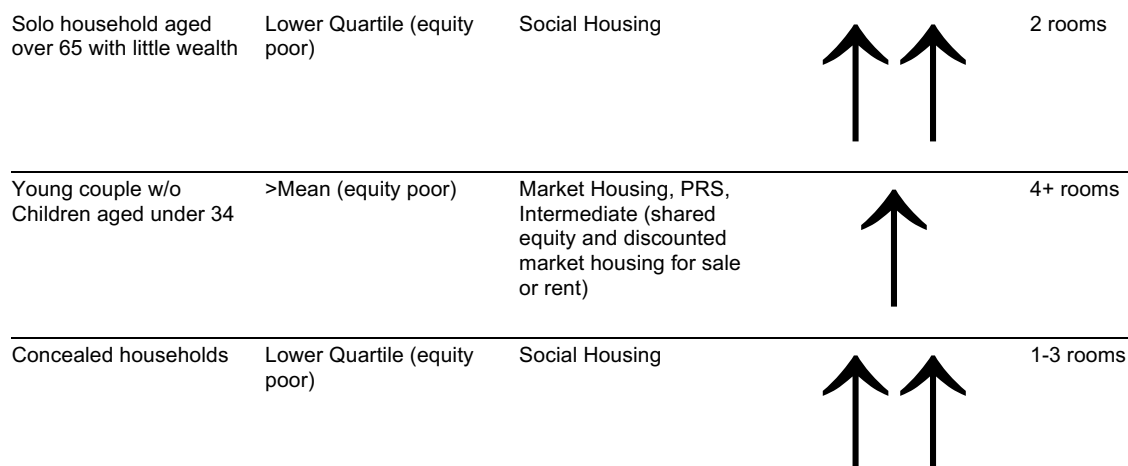 Solo household aged
over 65 with little wealth
Lower Quartile (equity
poor)
Social Housing
2 rooms
Young couple w/o
Children aged under 34
>Mean (equity poor)
Market Housing, PRS,
Intermediate (shared
equity and discounted
market housing for sale
or rent)
4+ rooms
Concealed households
Lower Quartile (equity
poor)
Social Housing
1-3 rooms